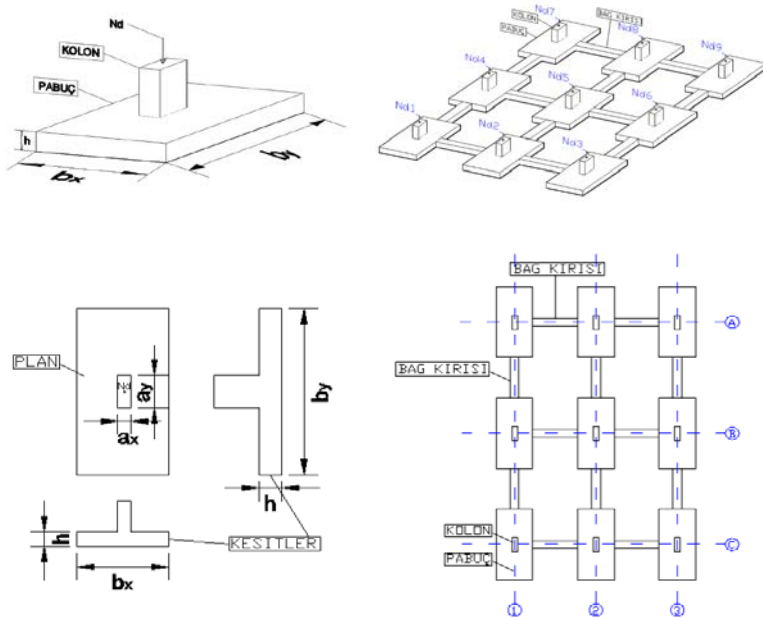 Nd
KOLON
PABUÇ
h
bx
by
Nd7
KOLON
PABUÇ
BAG KIRISI
Nd8
Nd9
Nd4
Nd5
Nd6
Nd1
Nd2
Nd3
PLAN
Nd
ay
ax
by
h
h
KESITLER
bx
BAG KIRISI
A
BAG KIRISI
B
KOLON
PABUÇ
Ç
1
2
3